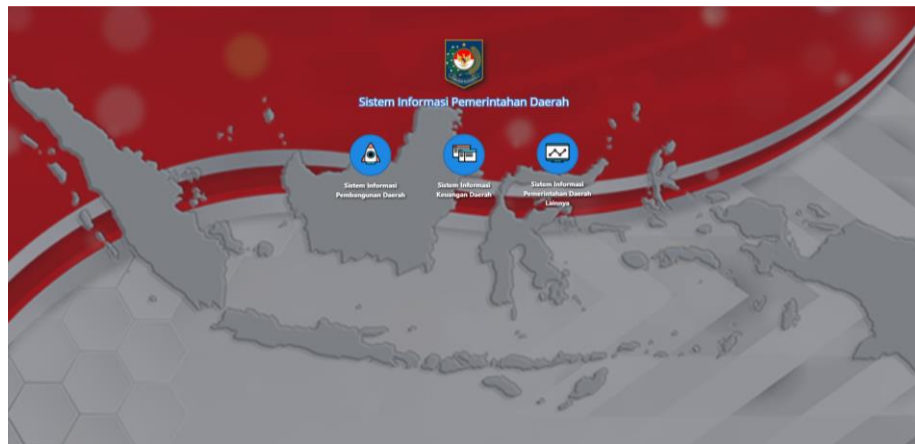 Sistem Informasi Pemerintahan Daerah
Sistem Informasi
Pembangunan Daerah
Sistem Informasi
Keuangan Daerah
Sistem Informasi
Pemerintahan Daerah
Lainnya